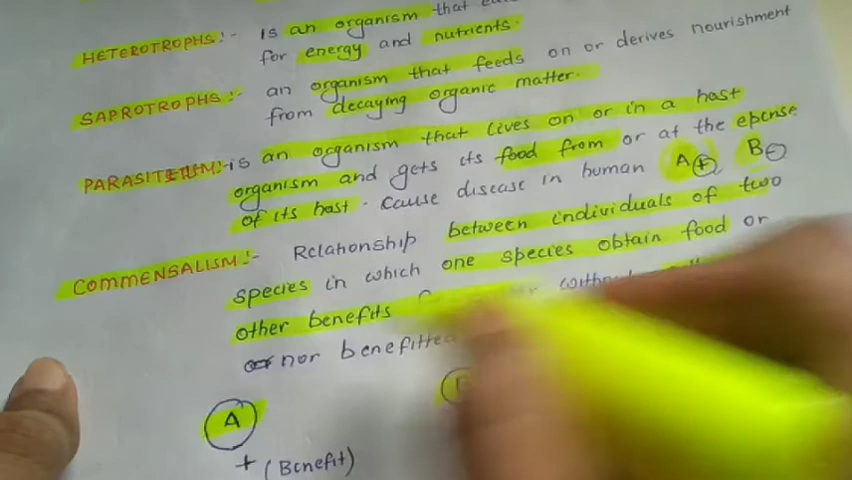 HETEROTROPHS:- is an organism that
for energy and nutrients.
SAPROTROPHS:- an organism that feeds on or derives nourishment
from decaying organic matter.
PARASITEISM:- is an organism that lives on or in a host
organism and gets its food from or at the epense
of its host. cause disease in human A + B -
COMMENSALISM:- Relationship between individuals of two
species in which one species obtain food or
other benefits
or nor benefitted
A
+ (Benefit)